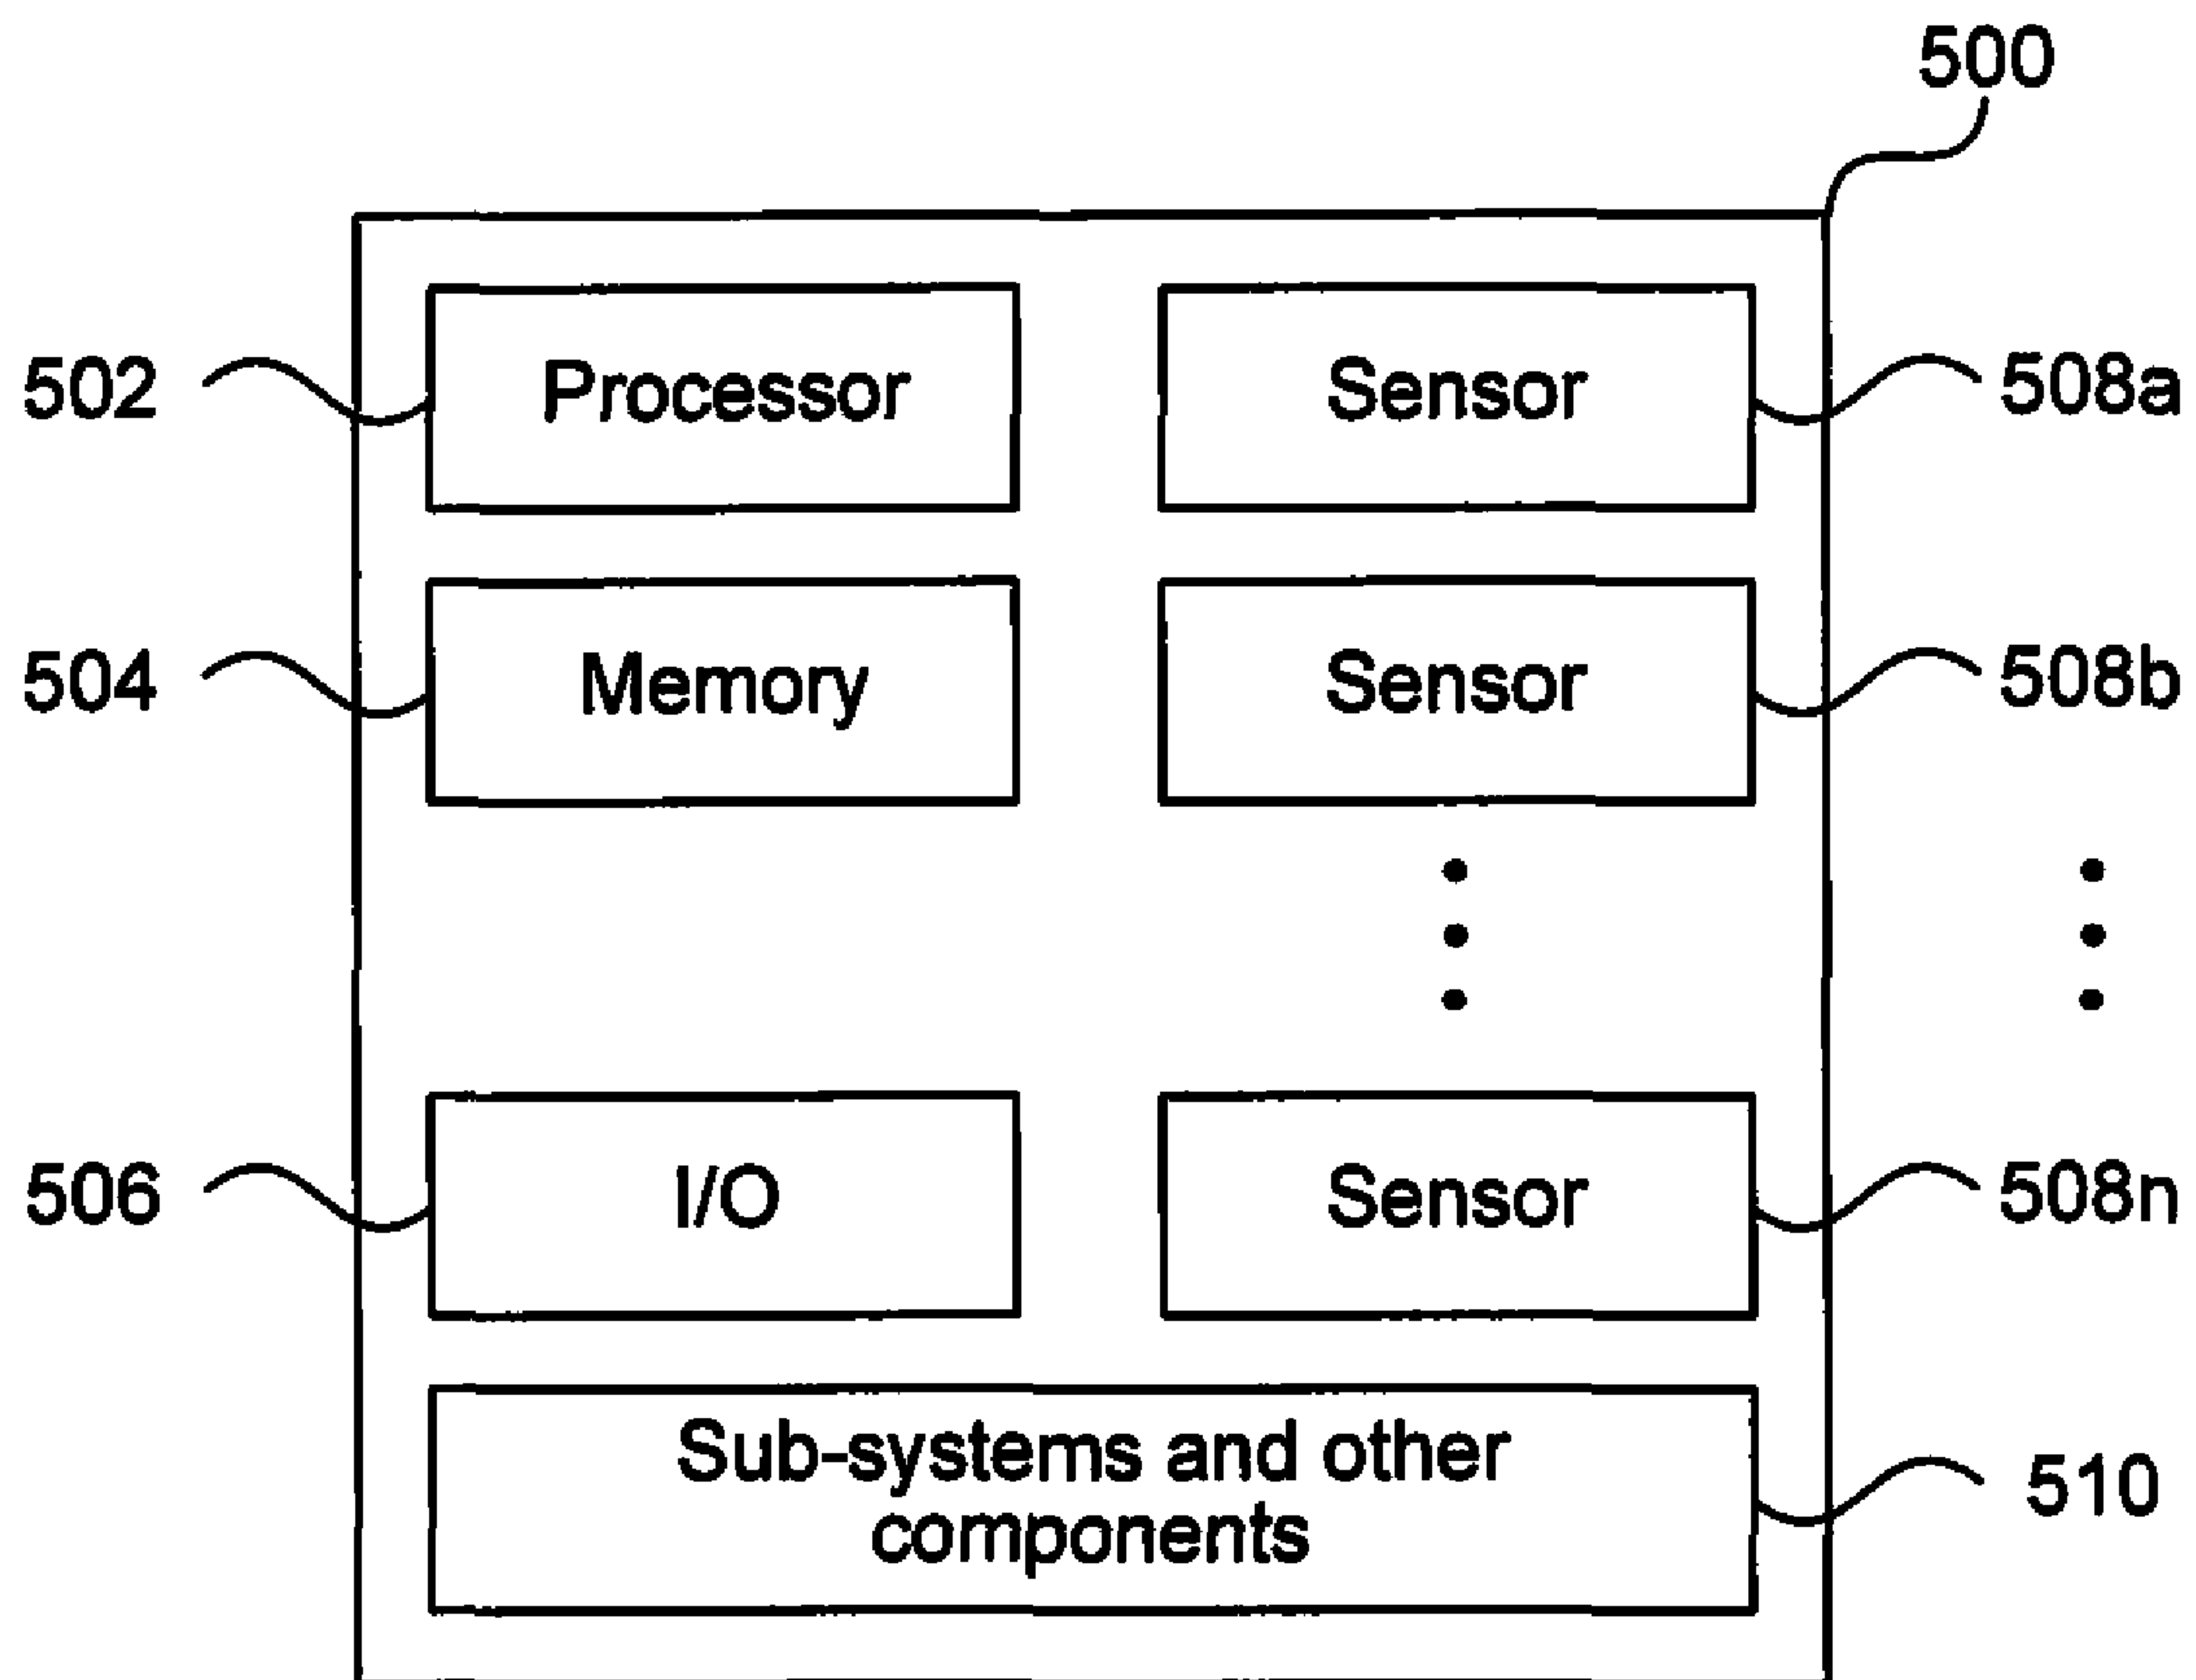 500
502 Processor Sensor 508a
504 Memory Sensor 508b
506 I/O Sensor 508n
Sub-systems and other
components
510